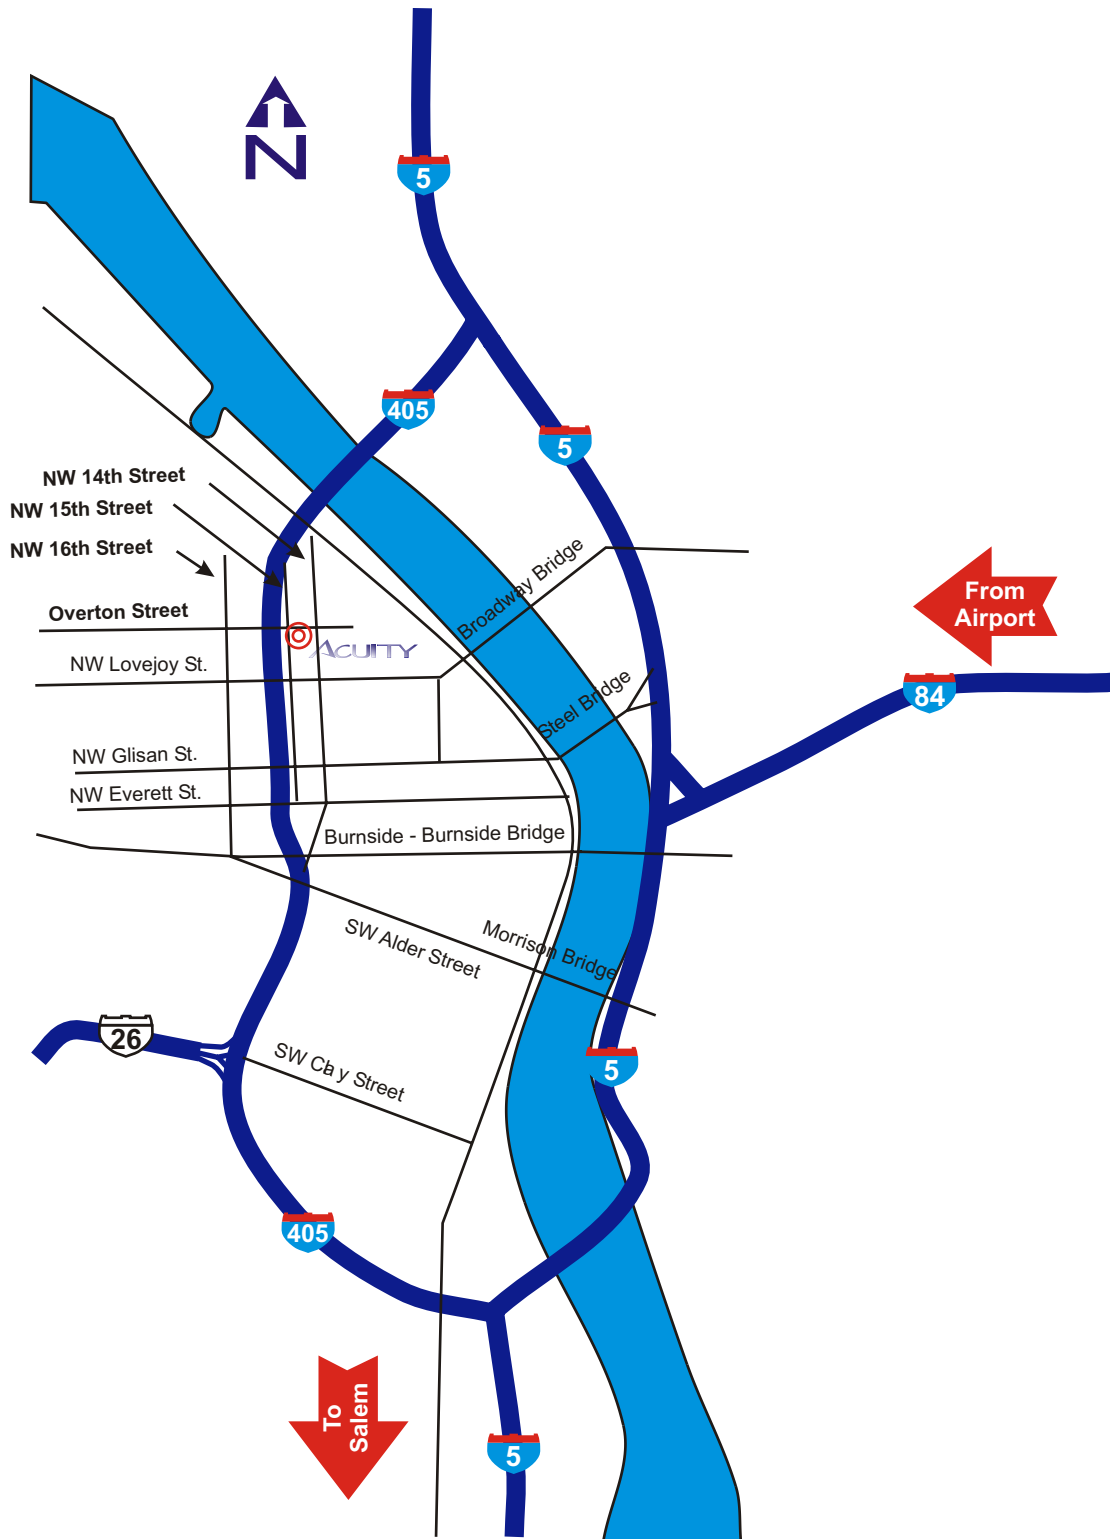 N
5
405
5
NW 14th Street
NW 15th Street
NW 16th Street
Broadway Bridge
From
Airport
Overton Street
ACUITY
NW Lovejoy St.
84
Steel Bridge
NW Glisan St.
NW Everett St.
Burnside - Burnside Bridge
SW Alder Street
Morrison Bridge
26
SW Clay Street
5
405
To
Salem
5